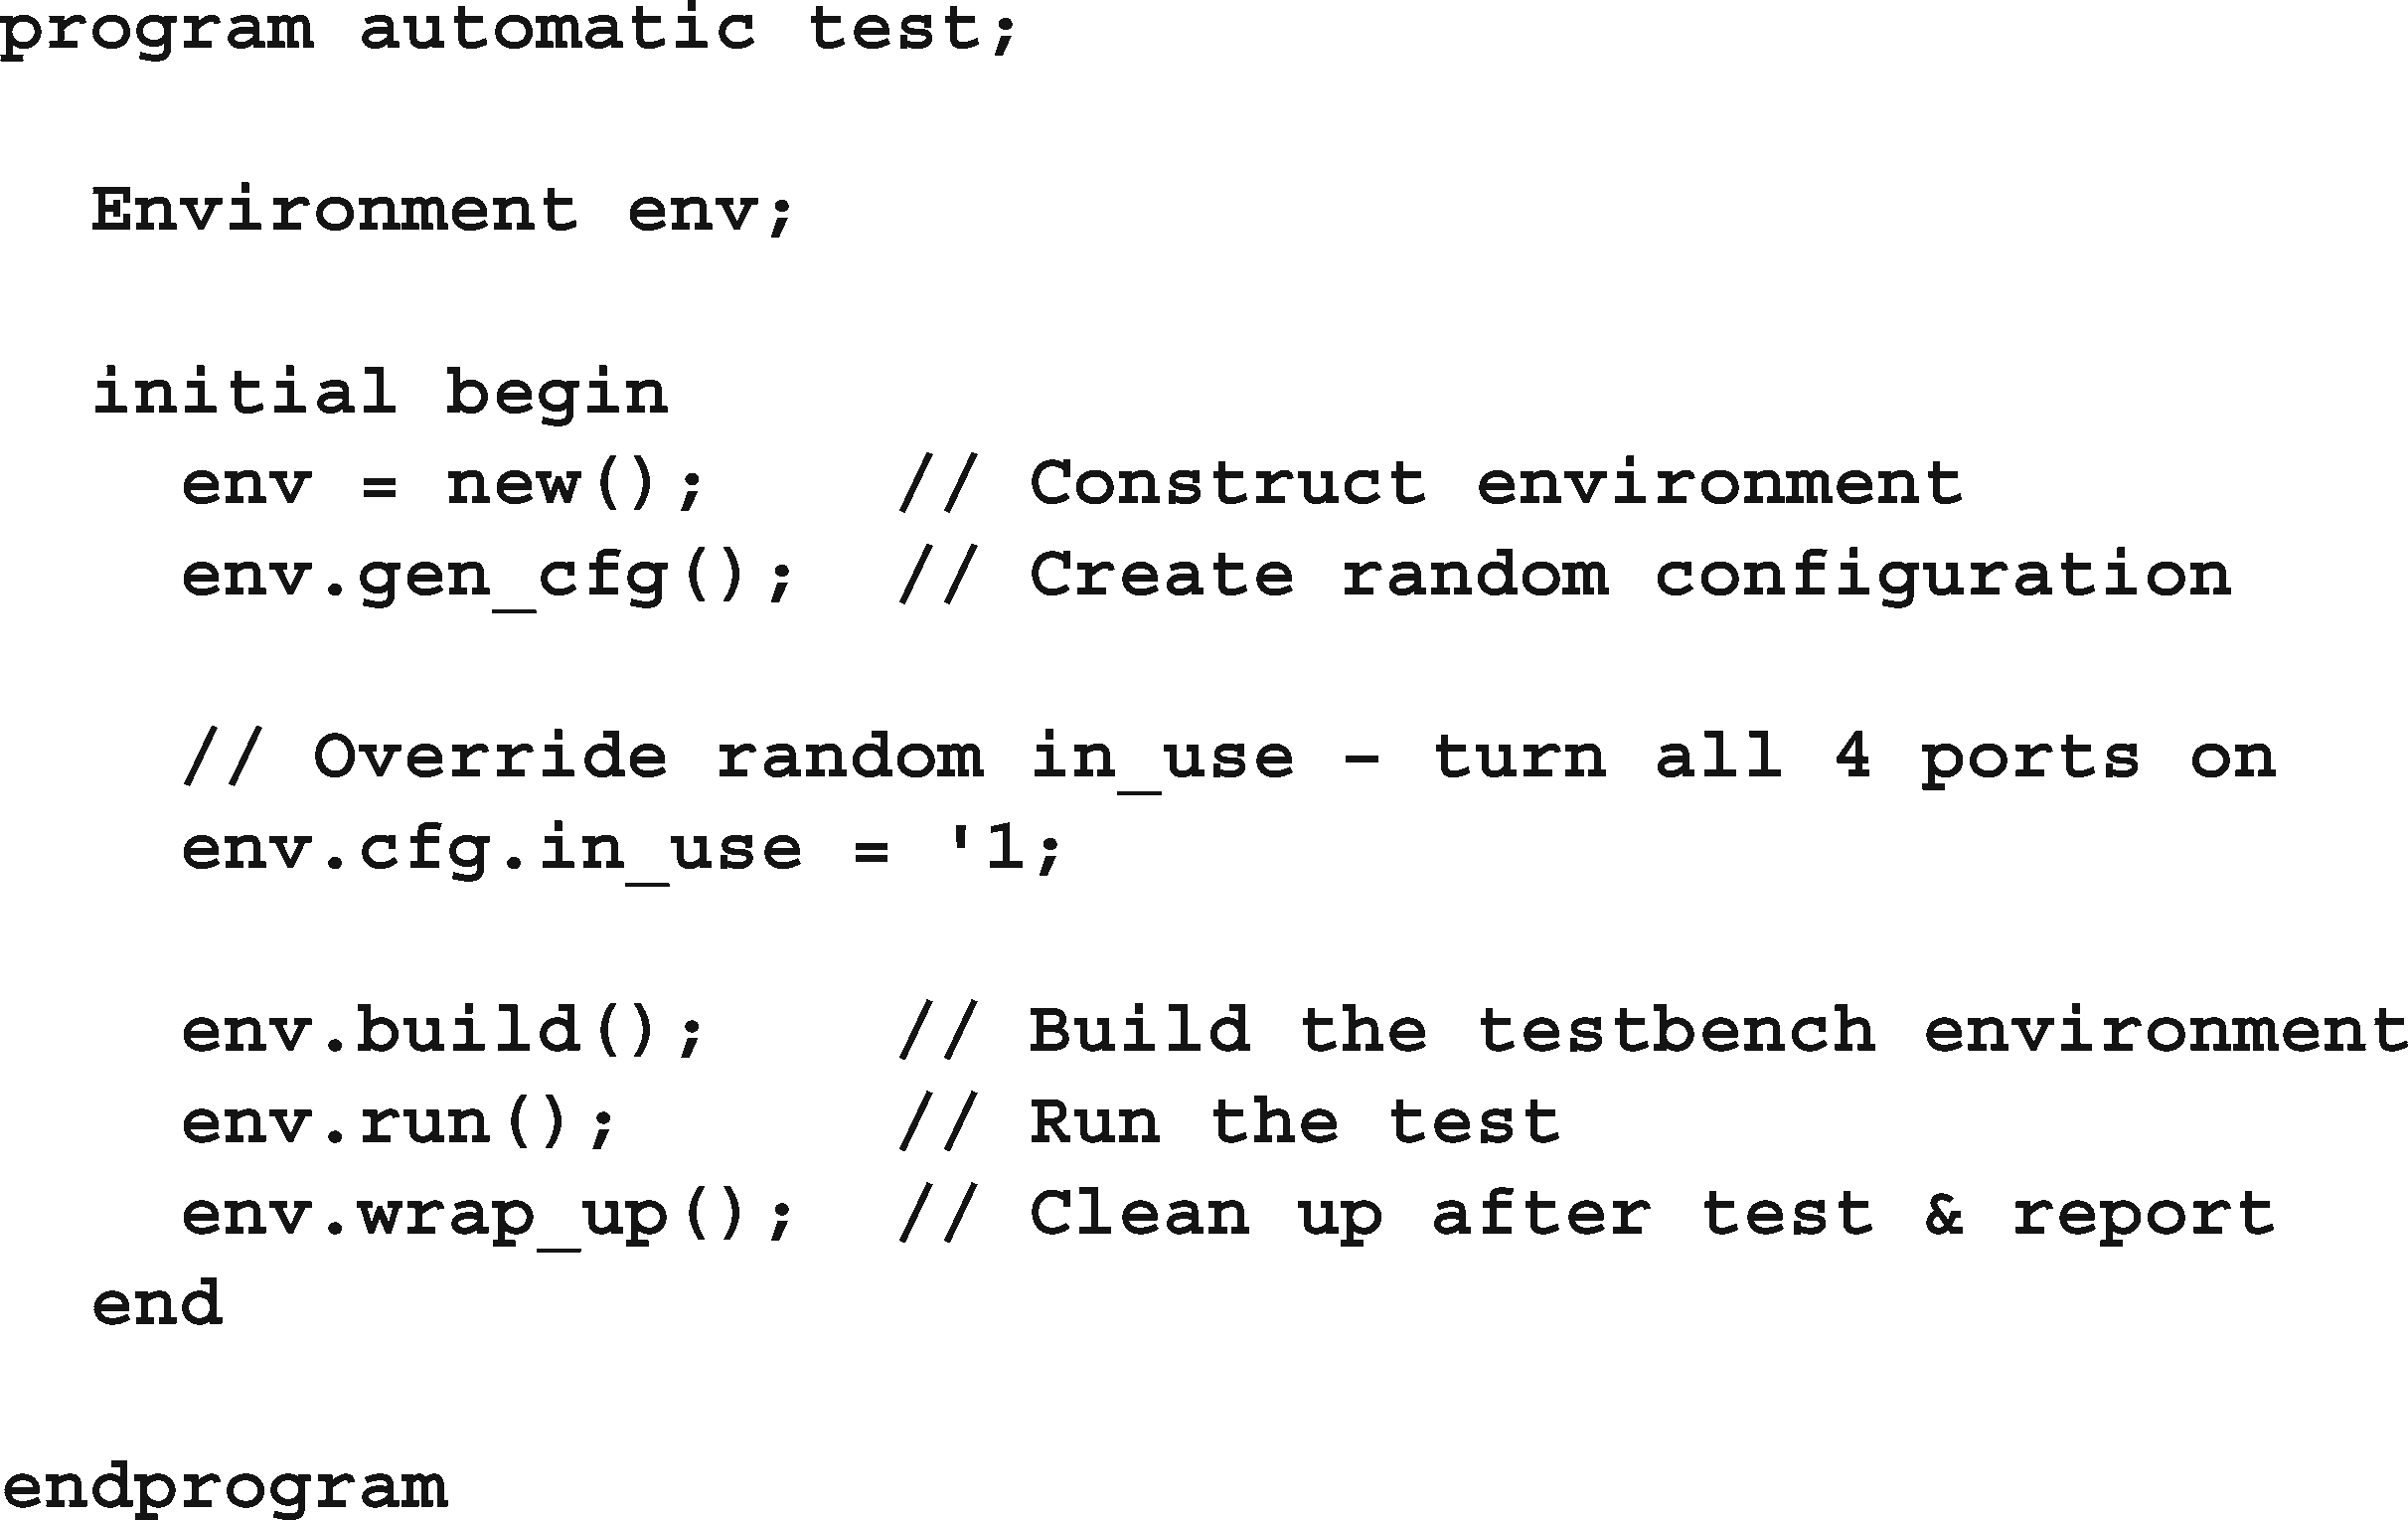 program automatic test;
Environment env;
initial begin
env = new(); // Construct environment
env.gen_cfg(); // Create random configuration
// Override random in_use - turn all 4 ports on
env.cfg.in_use = '1;
env.build(); // Build the testbench environment
env.run(); // Run the test
env.wrap_up(); // Clean up after test & report
end
endprogram